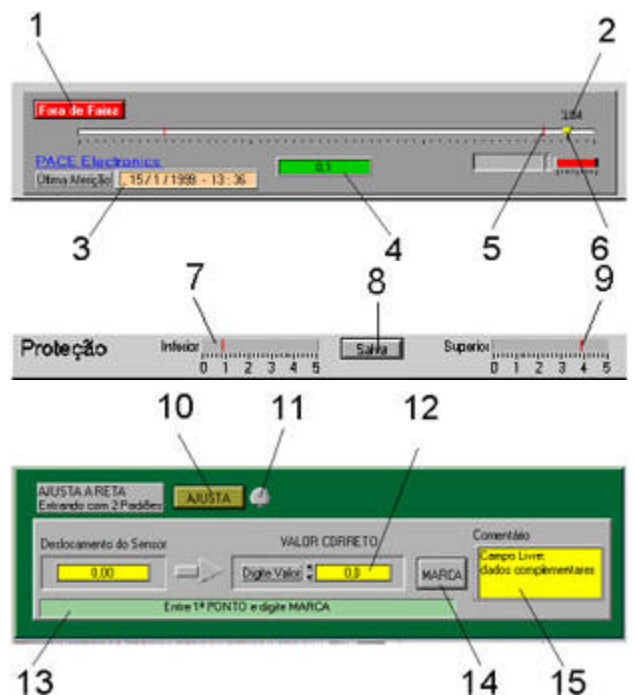 1
2
Fora de Faixa
3.84
PACE Electronics
Última Aferição
15 / 1 / 1999 - 13 : 36
0,1
3
4
5
6
7
8
9
Proteção
Inferior
0 1 2 3 4 5
Salva
Superior
0 1 2 3 4 5
10
11
12
AJUSTA A RETA
Entrando com 2 Padrões
AJUSTA
Deslocamento do Sensor
0,00
VALOR CORRETO
Digite Valor
0,0
MARCA
Comentário
Campo Livre:
dados complementares
Entre 1º PONTO e digite MARCA
13
14
15